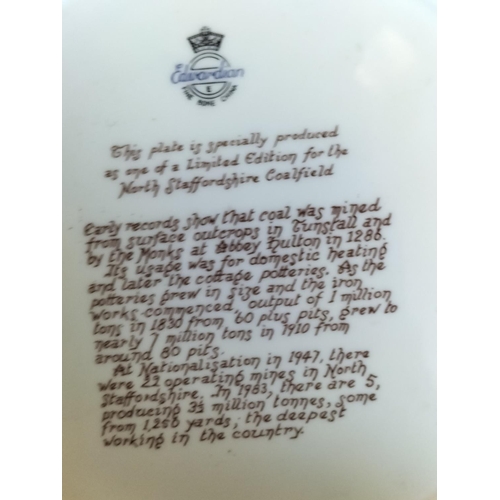 Edwardian
E
FINE BONE CHINA
This plate is specially produced
as one of a Limited Edition for the
North Staffordshire Coalfield
Early records show that coal was mined
from surface outcrops in Tunstall and
by the Monks at Abbey Hulton in 1286.
Its usage was for domestic heating
and later the cottage potteries. As the
potteries grew in size and the iron
works commenced, output of 1 million
tons in 1830 from 60 plus pits, grew to
nearly 7 million tons in 1910 from
around 80 pits.
At Nationalisation in 1947, there
were 22 operating mines in North
Staffordshire. In 1983, there are 5,
producing 3½ million tonnes, some
from 1,250 yards; the deepest
working in the country.